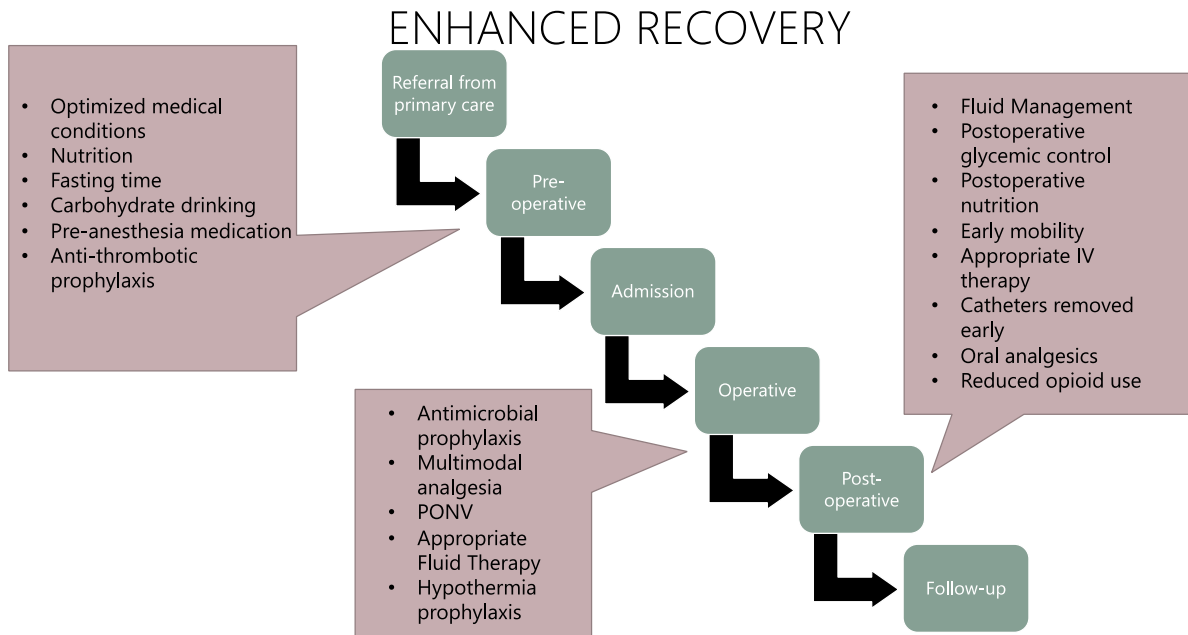 ENHANCED RECOVERY
Referral from
primary care
• Optimized medical
conditions
• Nutrition
• Fasting time
• Carbohydrate drinking
• Pre-anesthesia medication
• Anti-thrombotic
prophylaxis
Pre-
operative
Admission
Operative
• Antimicrobial
prophylaxis
• Multimodal
analgesia
• PONV
• Appropriate
Fluid Therapy
• Hypothermia
prophylaxis
Post-
operative
• Fluid Management
• Postoperative
glycemic control
• Postoperative
nutrition
• Early mobility
• Appropriate IV
therapy
• Catheters removed
early
• Oral analgesics
• Reduced opioid use
Follow-up